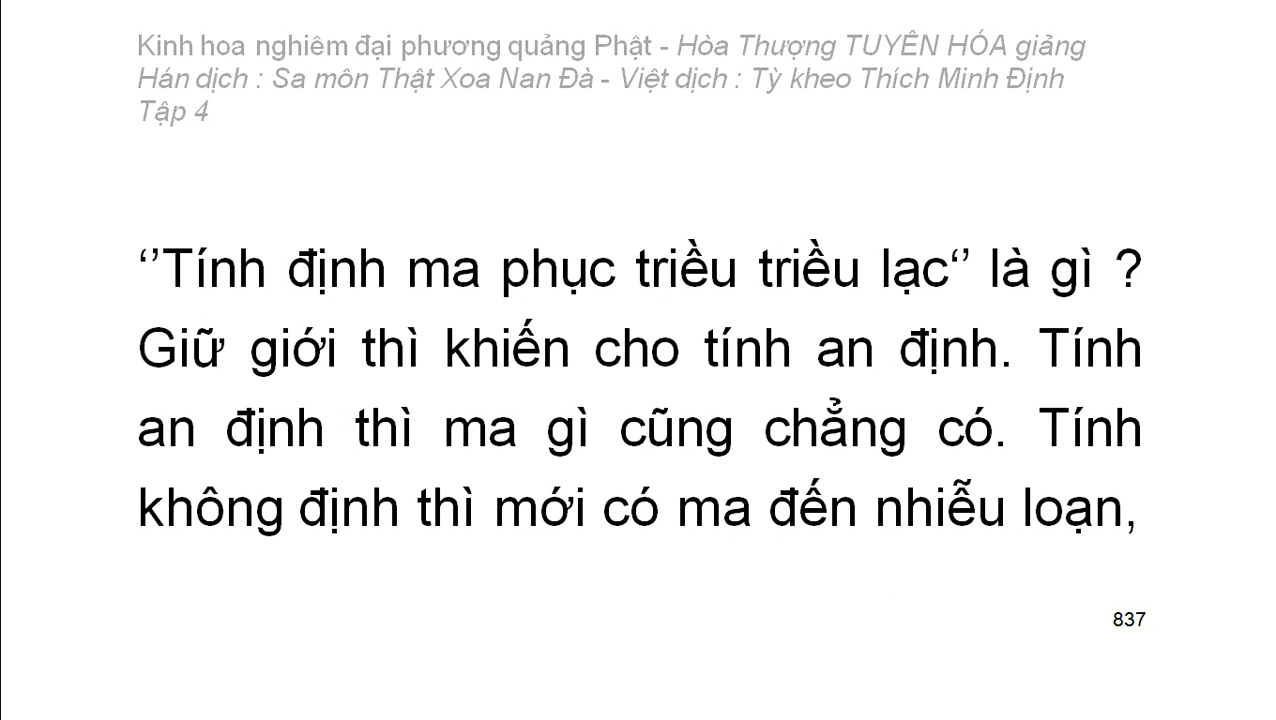 Kinh hoa nghiêm đại phương quảng Phật - Hòa Thượng TUYÊN HÓA giảng
Hán dịch : Sa môn Thật Xoa Nan Đà - Việt dịch : Tỳ kheo Thích Minh Định
Tập 4
‘’Tính định ma phục triều triều lạc‘’ là gì ?
Giữ giới thì khiến cho tính an định. Tính
an định thì ma gì cũng chẳng có. Tính
không định thì mới có ma đến nhiễu loạn,
837